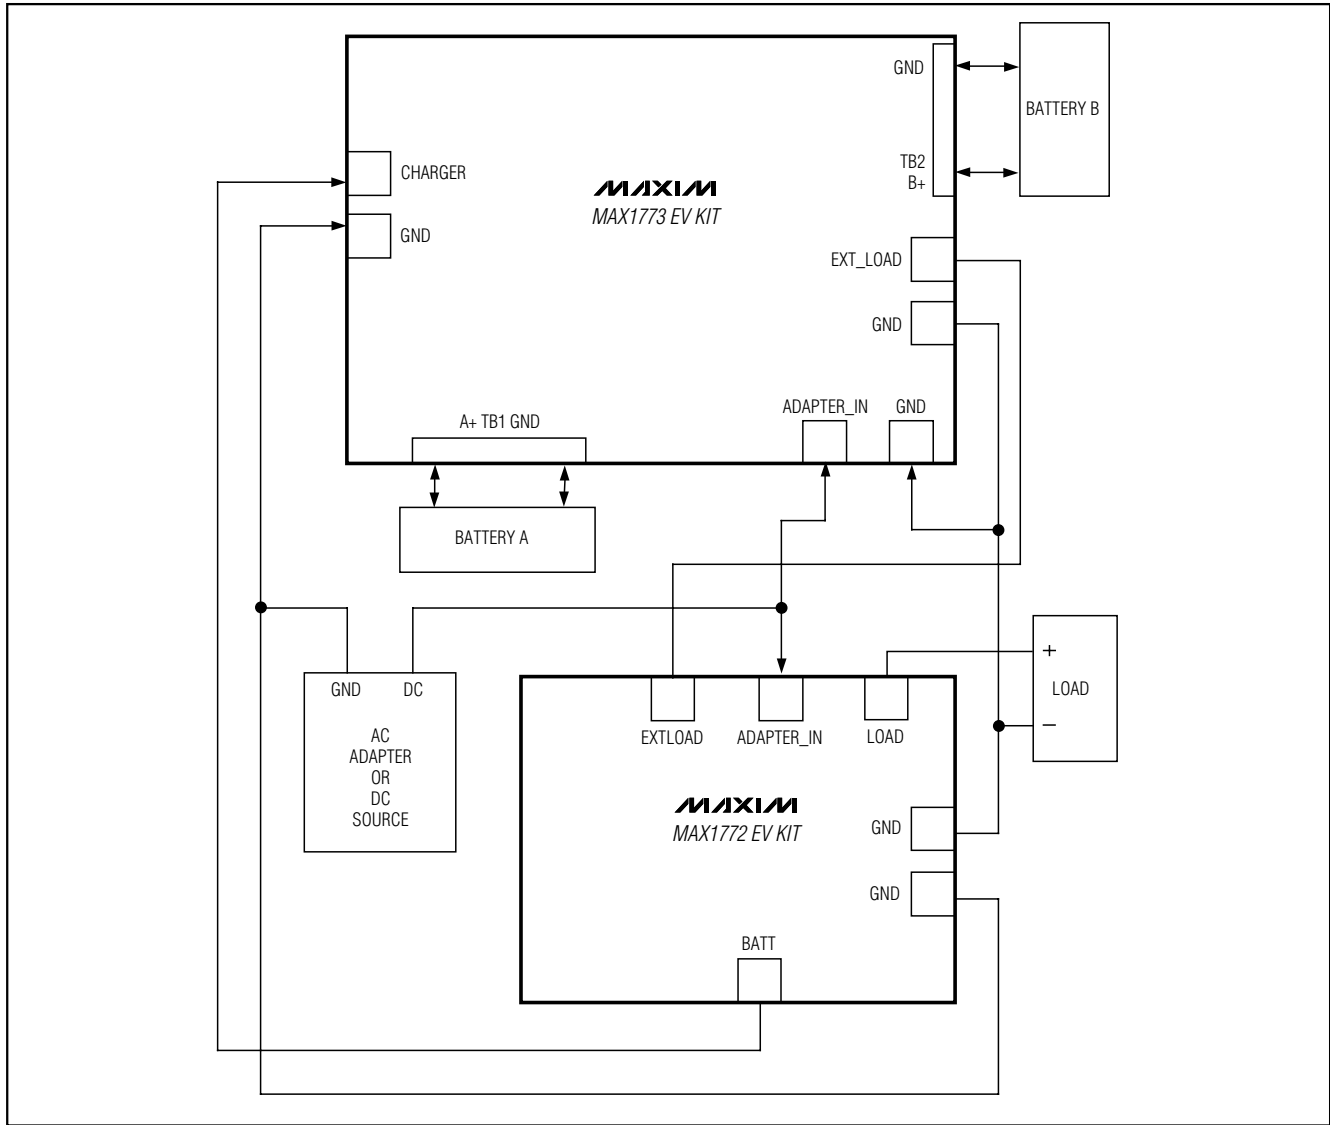 GND
BATTERY B
CHARGER
TB2
B+
MAXIM
MAX1773 EV KIT
GND
EXT_LOAD
GND
A+ TB1 GND
ADAPTER_IN
GND
BATTERY A
GND
DC
AC
ADAPTER
OR
DC
SOURCE
+
LOAD
−
EXTLOAD
ADAPTER_IN
LOAD
MAXIM
MAX1772 EV KIT
GND
GND
BATT